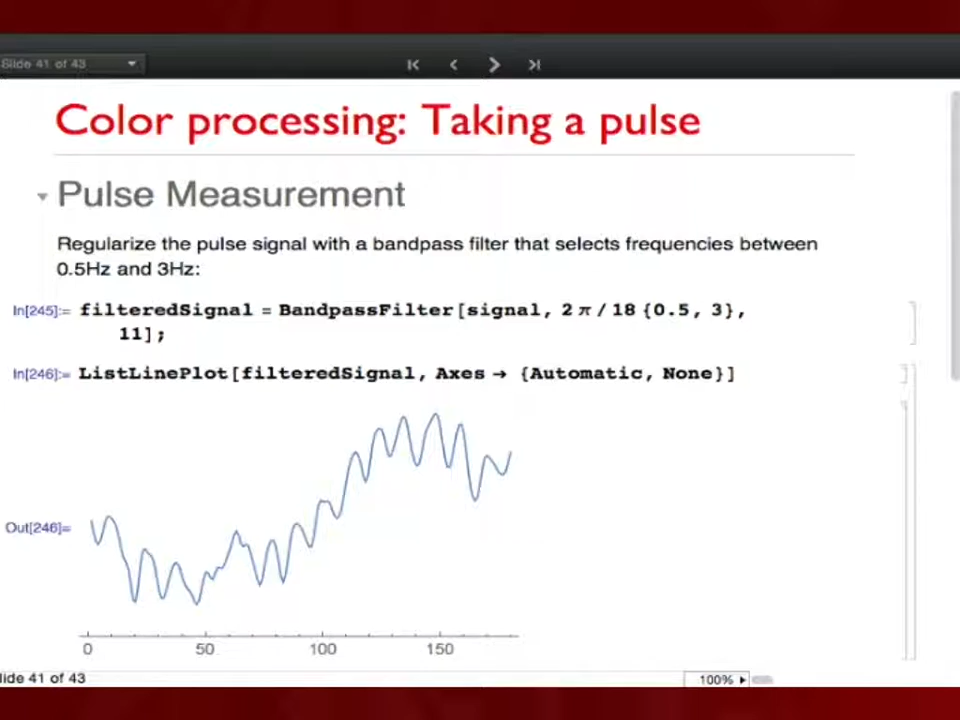 Slide 41 of 43
Color processing: Taking a pulse
Pulse Measurement
Regularize the pulse signal with a bandpass filter that selects frequencies between
0.5Hz and 3Hz:
In[245]:= filteredSignal = BandpassFilter[signal, 2 π / 18 {0.5, 3},
11];
In[246]:= ListLinePlot[filteredSignal, Axes → {Automatic, None}]
Out[246]=
0 50 100 150
lide 41 of 43 100%